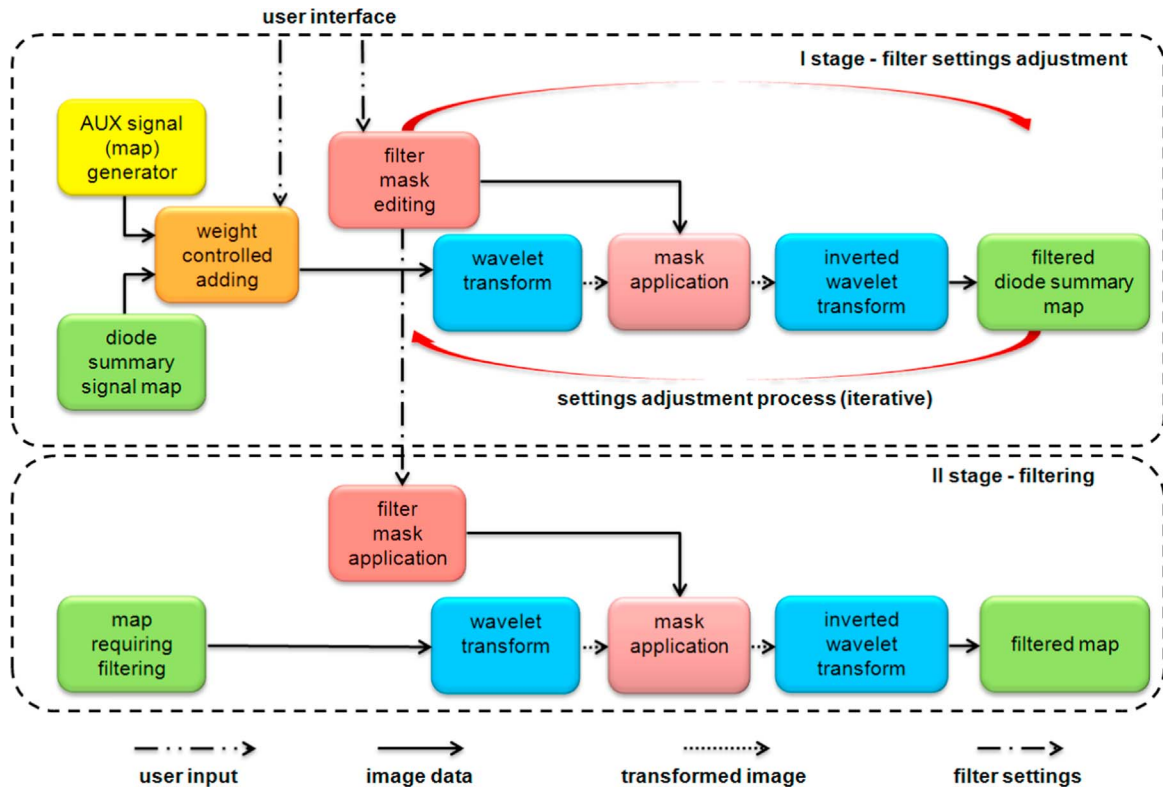 user interface
I stage - filter settings adjustment
AUX signal
(map)
generator
filter
mask
editing
weight
controlled
adding
wavelet
transform
mask
application
inverted
wavelet
transform
filtered
diode summary
map
diode
summary
signal map
settings adjustment process (iterative)
II stage - filtering
filter
mask
application
map
requiring
filtering
wavelet
transform
mask
application
inverted
wavelet
transform
filtered map
user input
image data
transformed image
filter settings